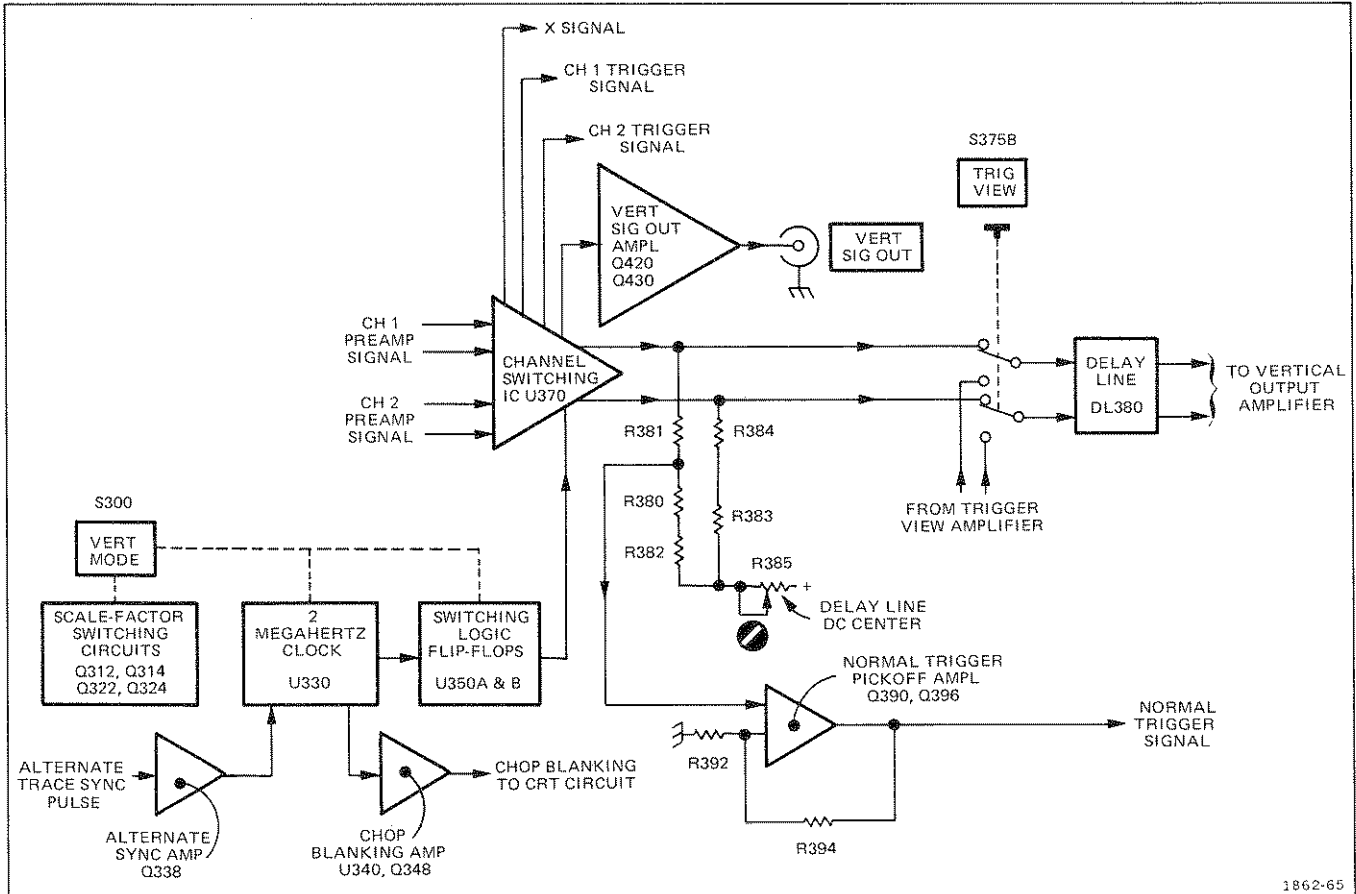 X SIGNAL
CH 1 TRIGGER
SIGNAL
CH 2 TRIGGER
SIGNAL
S375B
TRIG
VIEW
VERT
SIG OUT
AMPL
Q420
Q430
VERT
SIG OUT
CH 1
PREAMP
SIGNAL
CHANNEL
SWITCHING
IC U370
CH 2
PREAMP
SIGNAL
DELAY
LINE
DL380
TO VERTICAL
OUTPUT
AMPLIFIER
R381
R384
R380
R383
R382
R385
+
DELAY LINE
DC CENTER
FROM TRIGGER
VIEW AMPLIFIER
S300
VERT
MODE
SCALE-FACTOR
SWITCHING
CIRCUITS
Q312, Q314
Q322, Q324
2
MEGAHERTZ
CLOCK
U330
SWITCHING
LOGIC
FLIP-FLOPS
U350A & B
NORMAL TRIGGER
PICKOFF AMPL
Q390, Q396
NORMAL
TRIGGER
SIGNAL
R392
R394
ALTERNATE
TRACE SYNC
PULSE
ALTERNATE
SYNC AMP
Q338
CHOP BLANKING
TO CRT CIRCUIT
CHOP
BLANKING AMP
U340, Q348
1862-65